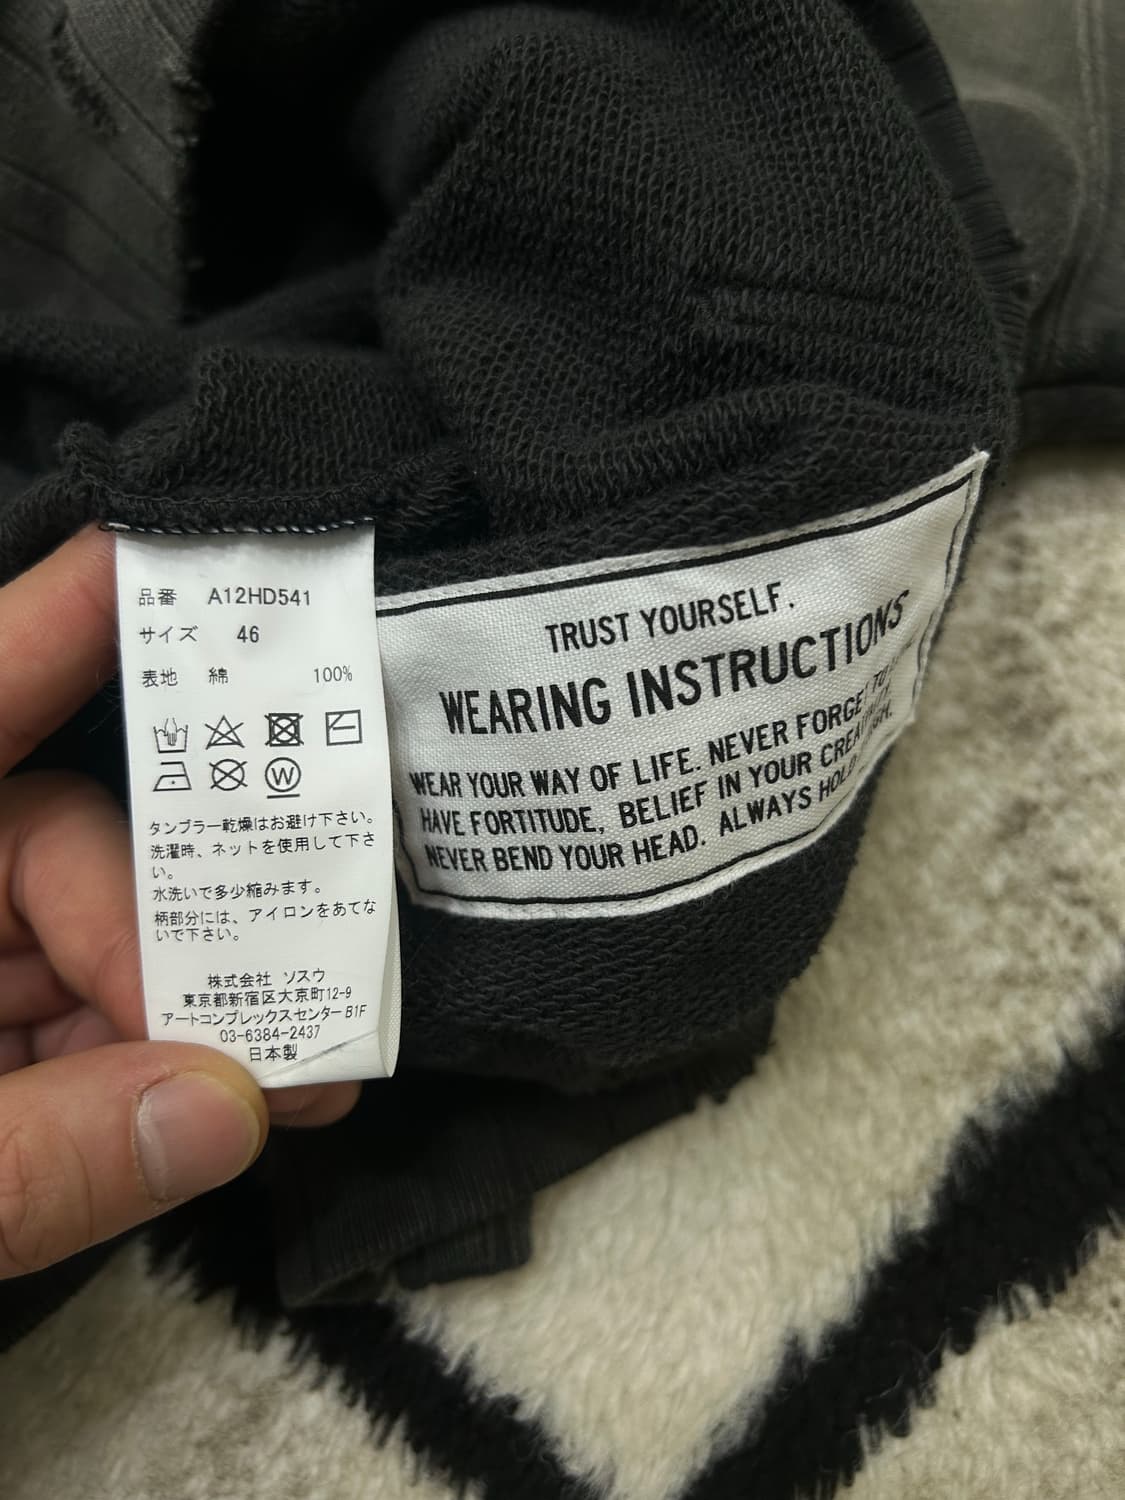 品番 A12HD541
サイズ 46
表地 綿 100%
W
タンブラー乾燥はお避け下さい。
洗濯時、ネットを使用して下さ
い。
水洗いで多少縮みます。
柄部分には、アイロンをあてな
いで下さい。
株式会社 ソスウ
東京都新宿区大京町12-9
アートコンプレックスセンターB1F
03-6384-2437
日本製
TRUST YOURSELF.
WEARING INSTRUCTIONS
WEAR YOUR WAY OF LIFE. NEVER FORGET TO
HAVE FORTITUDE, BELIEF IN YOUR
NEVER BEND YOUR HEAD. ALWAYS HOLD